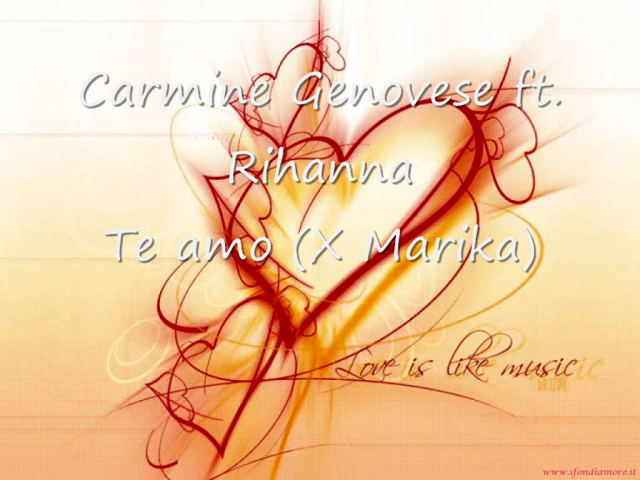 Carmine Genovese ft.
Rihanna
Te amo (X Marika)
Love is like music
www.sfondiamore.it